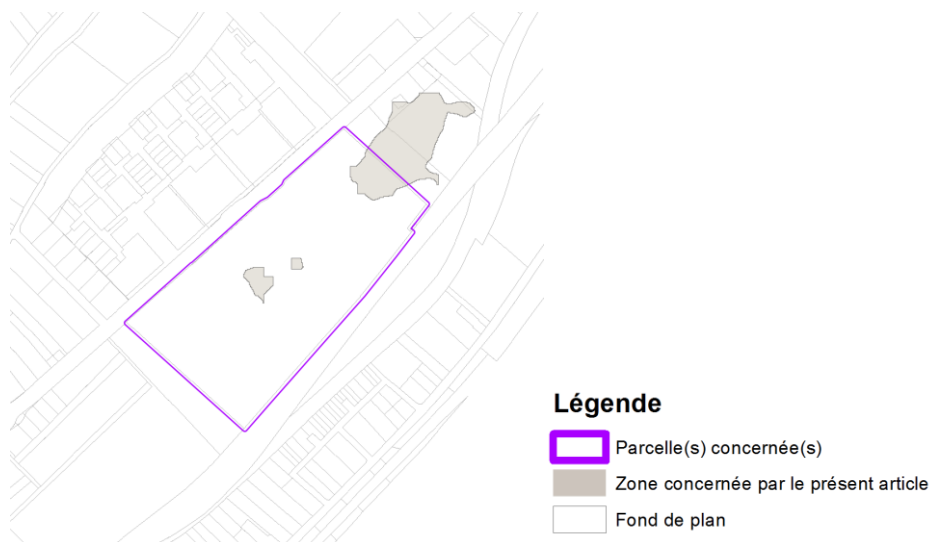 Légende
Parcelle(s) concernée(s)
Zone concernée par le présent article
Fond de plan